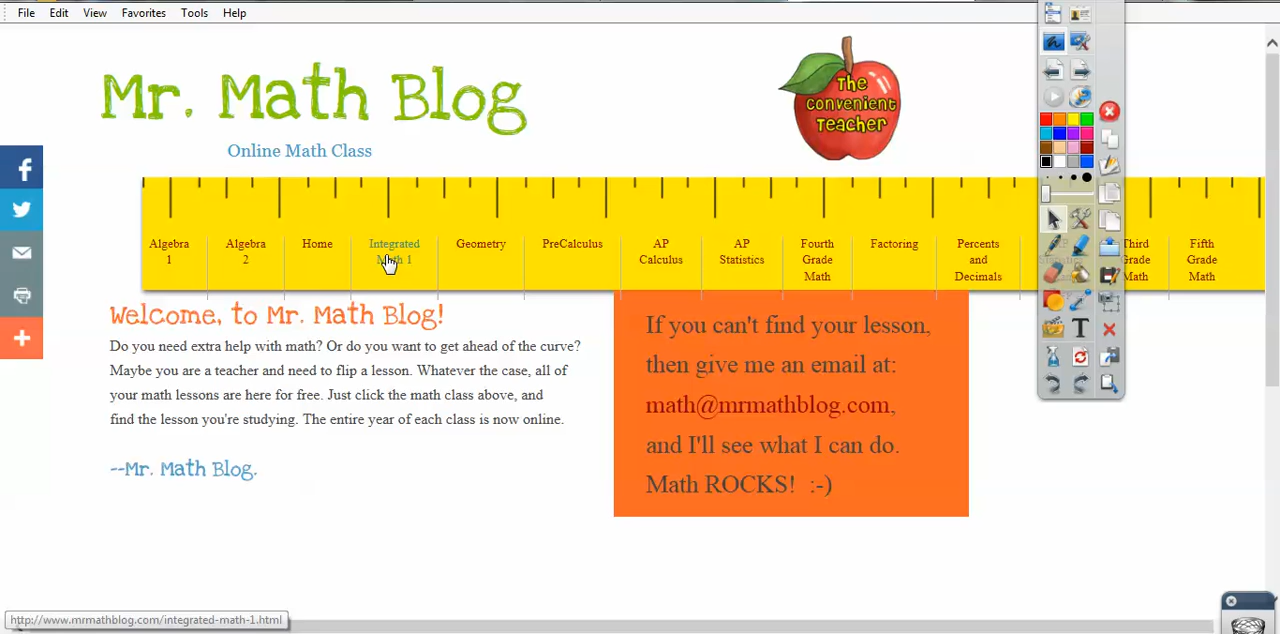 File Edit View Favorites Tools Help
Mr. Math Blog
Online Math Class
The
Convenient
Teacher
Algebra
1
Algebra
2
Home
Integrated
Math 1
Geometry
PreCalculus
AP
Calculus
AP
Statistics
Fourth
Grade
Math
Factoring
Percents
and
Decimals
Third
Grade
Math
Fifth
Grade
Math
Welcome, to Mr. Math Blog!
Do you need extra help with math? Or do you want to get ahead of the curve?
Maybe you are a teacher and need to flip a lesson. Whatever the case, all of
your math lessons are here for free. Just click the math class above, and
find the lesson you're studying. The entire year of each class is now online.
--Mr. Math Blog.
If you can't find your lesson,
then give me an email at:
math@mrmathblog.com,
and I'll see what I can do.
Math ROCKS! :-)
http://www.mrmathblog.com/integrated-math-1.html